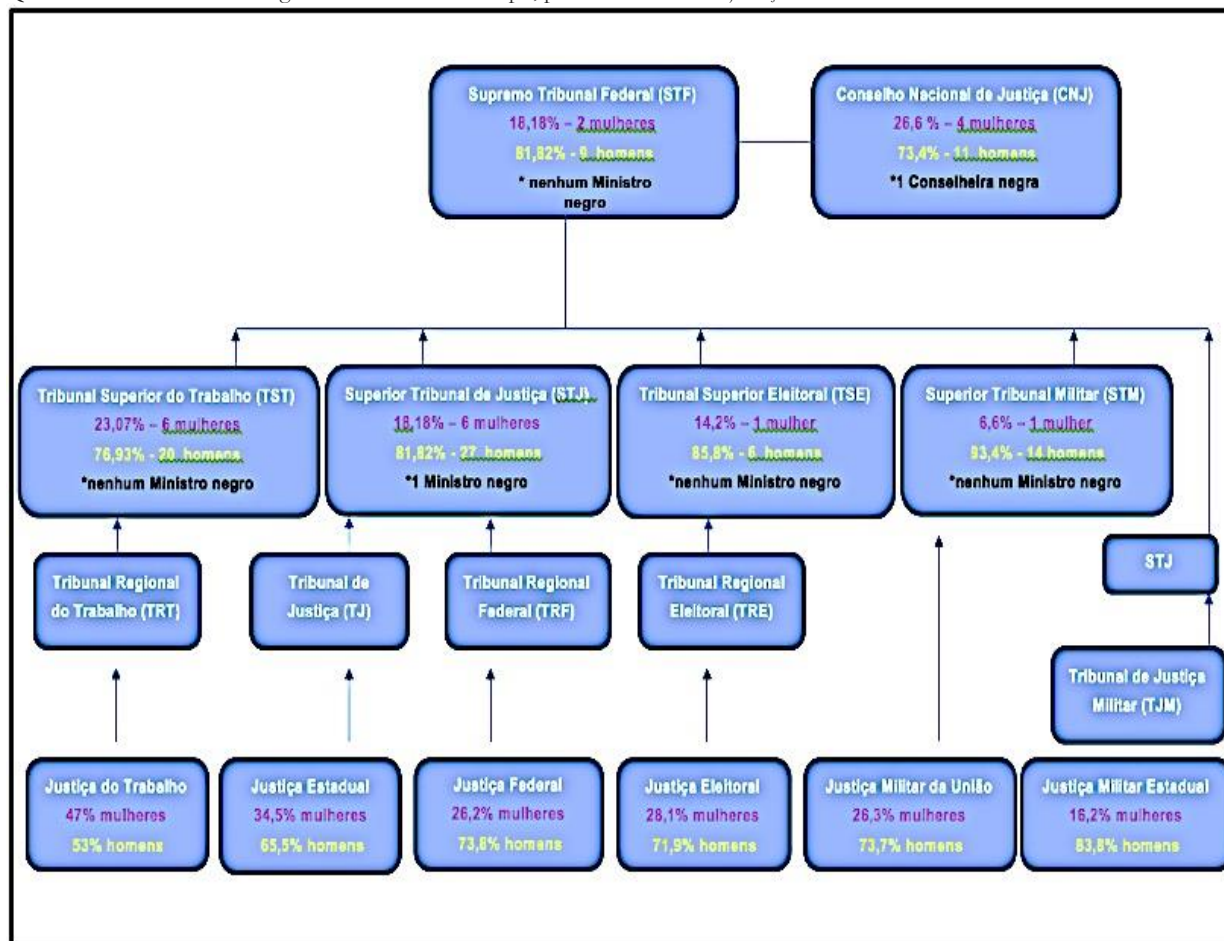 Supremo Tribunal Federal (STF)
18,18% – 2 mulheres
81,82% - 9 homens
* nenhum Ministro
negro
Conselho Nacional de Justiça (CNJ)
26,6 % – 4 mulheres
73,4% - 11 homens
*1 Conselheira negra
Tribunal Superior do Trabalho (TST)
23,07% – 6 mulheres
76,93% - 20 homens
*nenhum Ministro negro
Superior Tribunal de Justiça (STJ)
18,18% – 6 mulheres
81,82% - 27 homens
*1 Ministro negro
Tribunal Superior Eleitoral (TSE)
14,2% – 1 mulher
85,8% - 6 homens
*nenhum Ministro negro
Superior Tribunal Militar (STM)
6,6% – 1 mulher
93,4% - 14 homens
*nenhum Ministro negro
Tribunal Regional
do Trabalho (TRT)
Tribunal de
Justiça (TJ)
Tribunal Regional
Federal (TRF)
Tribunal Regional
Eleitoral (TRE)
STJ
Tribunal de Justiça
Militar (TJM)
Justiça do Trabalho
47% mulheres
53% homens
Justiça Estadual
34,5% mulheres
65,5% homens
Justiça Federal
26,2% mulheres
73,8% homens
Justiça Eleitoral
28,1% mulheres
71,9% homens
Justiça Militar da União
26,3% mulheres
73,7% homens
Justiça Militar Estadual
16,2% mulheres
83,8% homens